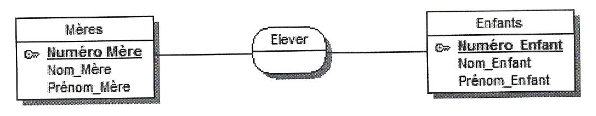 Mères
Numéro Mère
Nom_Mère
Prénom_Mère
Elever
Enfants
Numéro_Enfant
Nom_Enfant
Prénom_Enfant